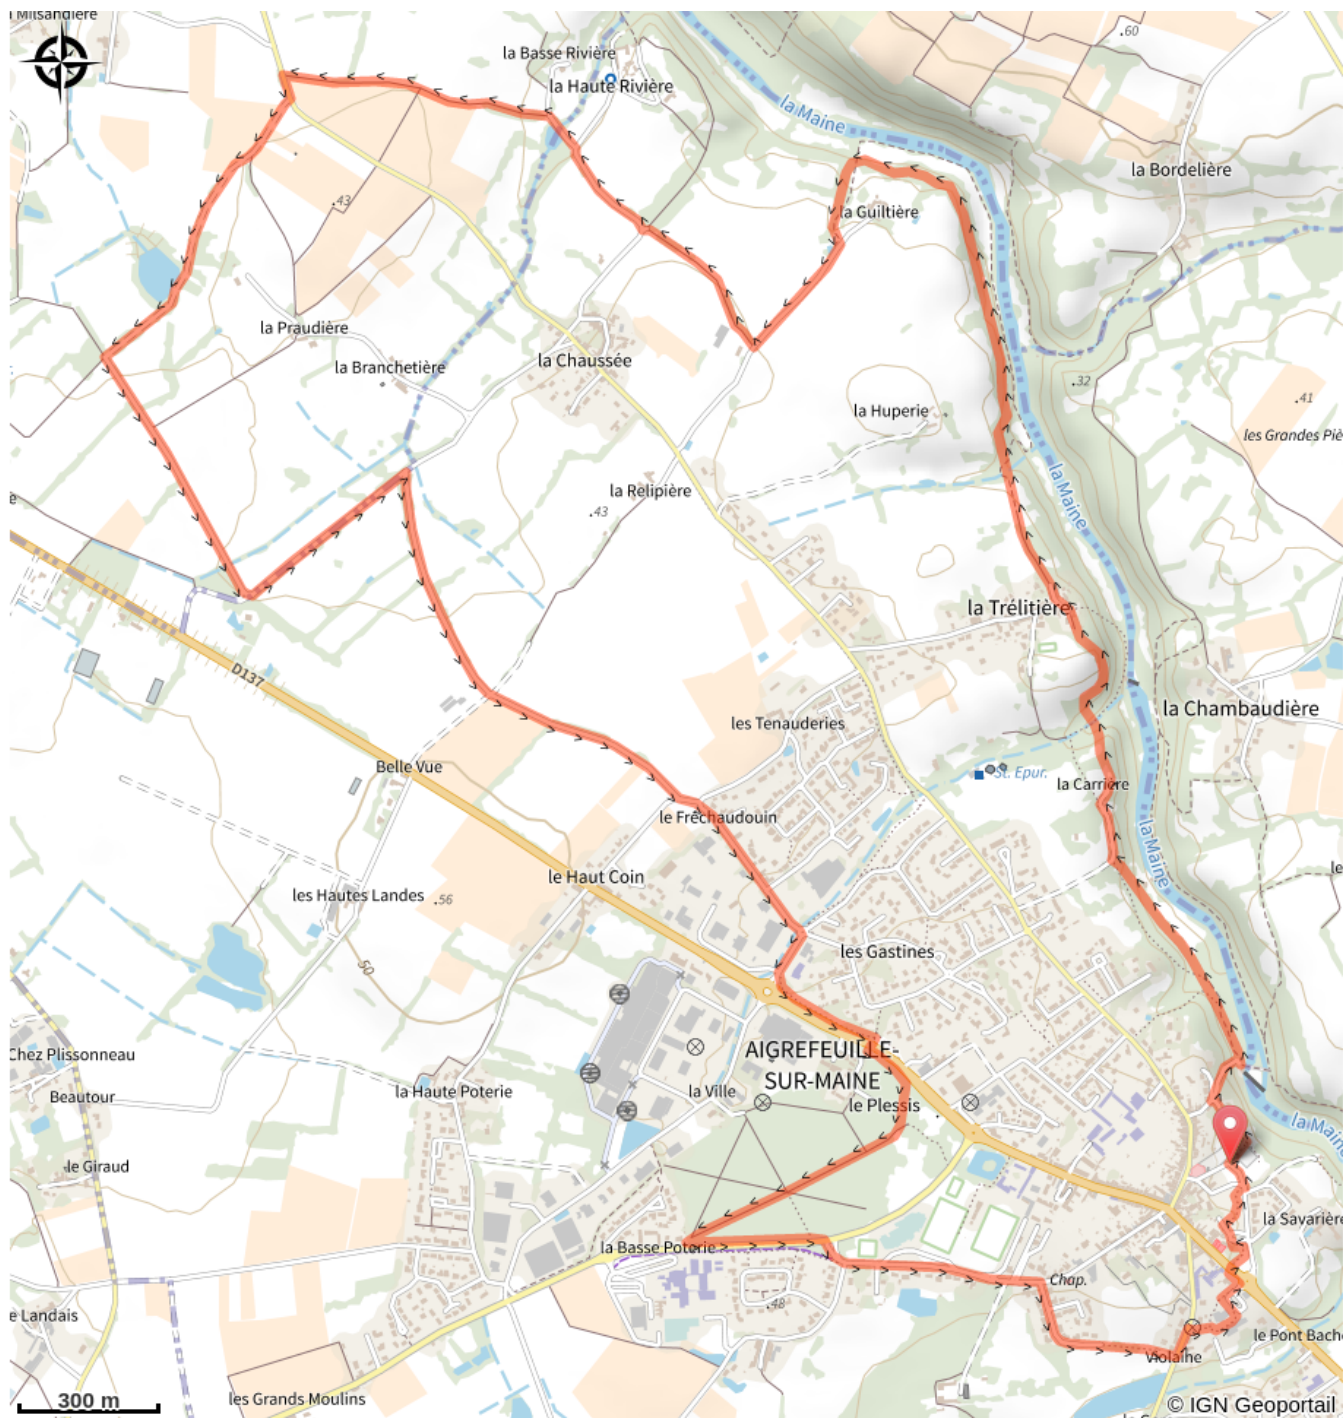 Milsandière
la Basse Rivière
.60
la Haute Rivière
la Maine
la Bordelière
.43
la Guiltière
la Praudière
la Chaussée
la Branchetière
.32
.41
la Huperie
les Grandes Piè
la Relipière
.43
la Maine
la Trélitière
D137
la Chambaudière
les Tenauderies
Belle Vue
St. Epur.
la Carrière
le Fréchaudouin
la Maine
le Haut Coin
les Hautes Landes
.56
les Gastines
50
Chez Plissonneau
AIGREFEUILLE-
SUR-MAINE
Beautour
la Haute Poterie
la Ville
le Plessis
la Maine
le Giraud
la Savarière
la Basse Poterie
Chap.
.48
e Landais
le Pont Bache
Violaine
les Grands Moulins
300 m
© IGN Geoportail